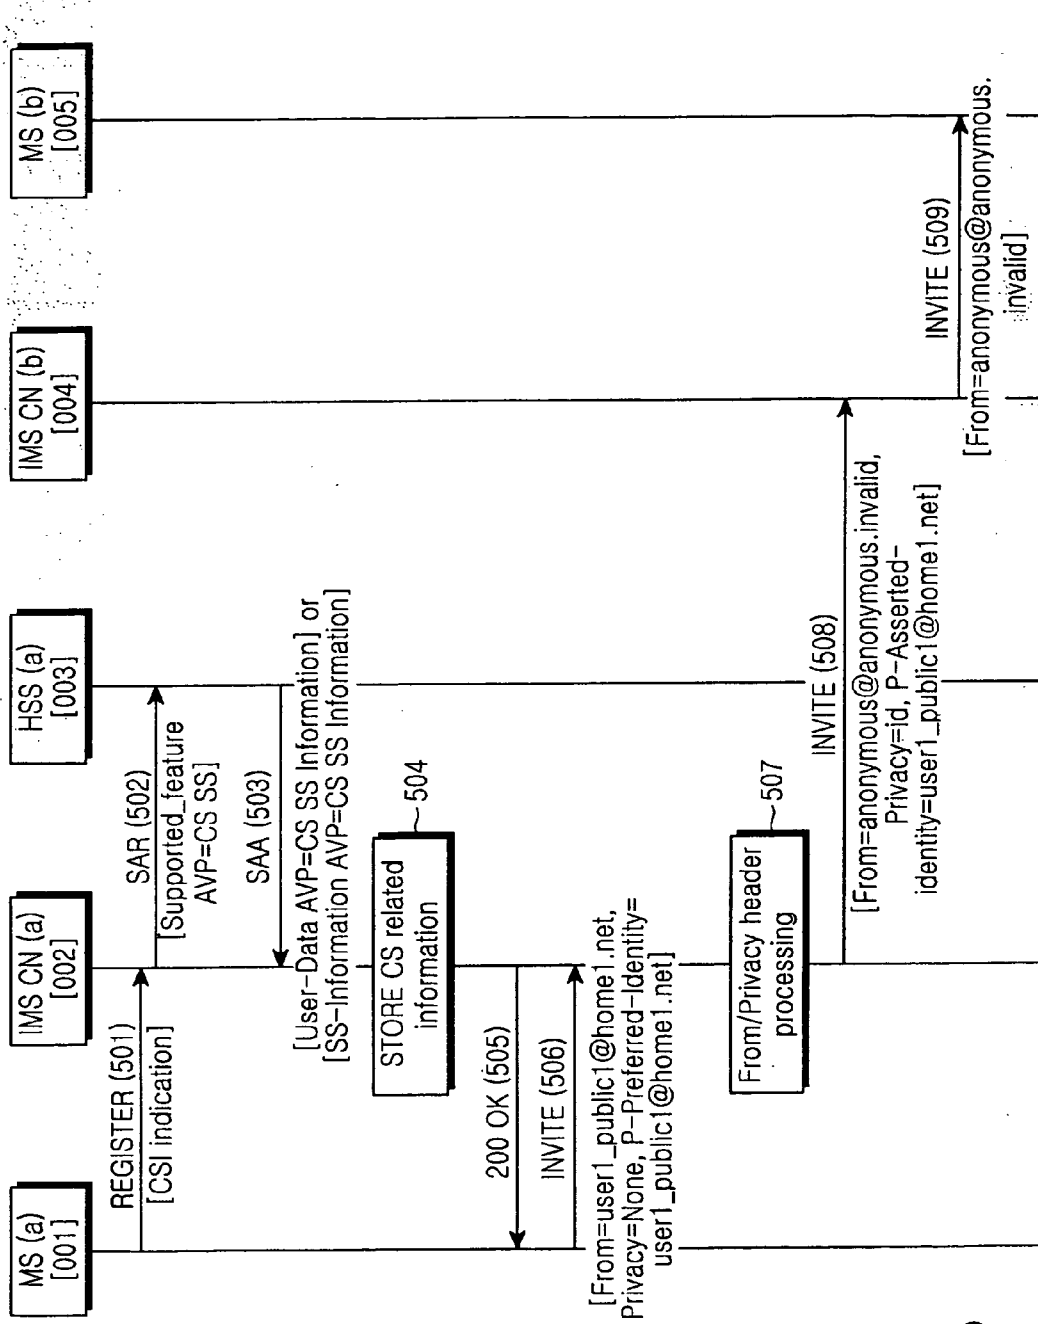 MS (a)
[001]
IMS CN (a)
[002]
HSS (a)
[003]
IMS CN (b)
[004]
MS (b)
[005]
REGISTER (501)
[CSI indication]
SAR (502)
[Supported_feature
AVP=CS SS]
SAA (503)
[User-Data AVP=CS SS Information] or
[SS-Information AVP=CS SS Information]
STORE CS related
information
504
200 OK (505)
INVITE (506)
[From=user1_public1@home1.net,
Privacy=None, P-Preferred-Identity=
user1_public1@home1.net]
From/Privacy header
processing
507
INVITE (508)
[From=anonymous@anonymous.invalid,
Privacy=id, P-Asserted-
identity=user1_public1@home1.net]
INVITE (509)
[From=anonymous@anonymous.
invalid]